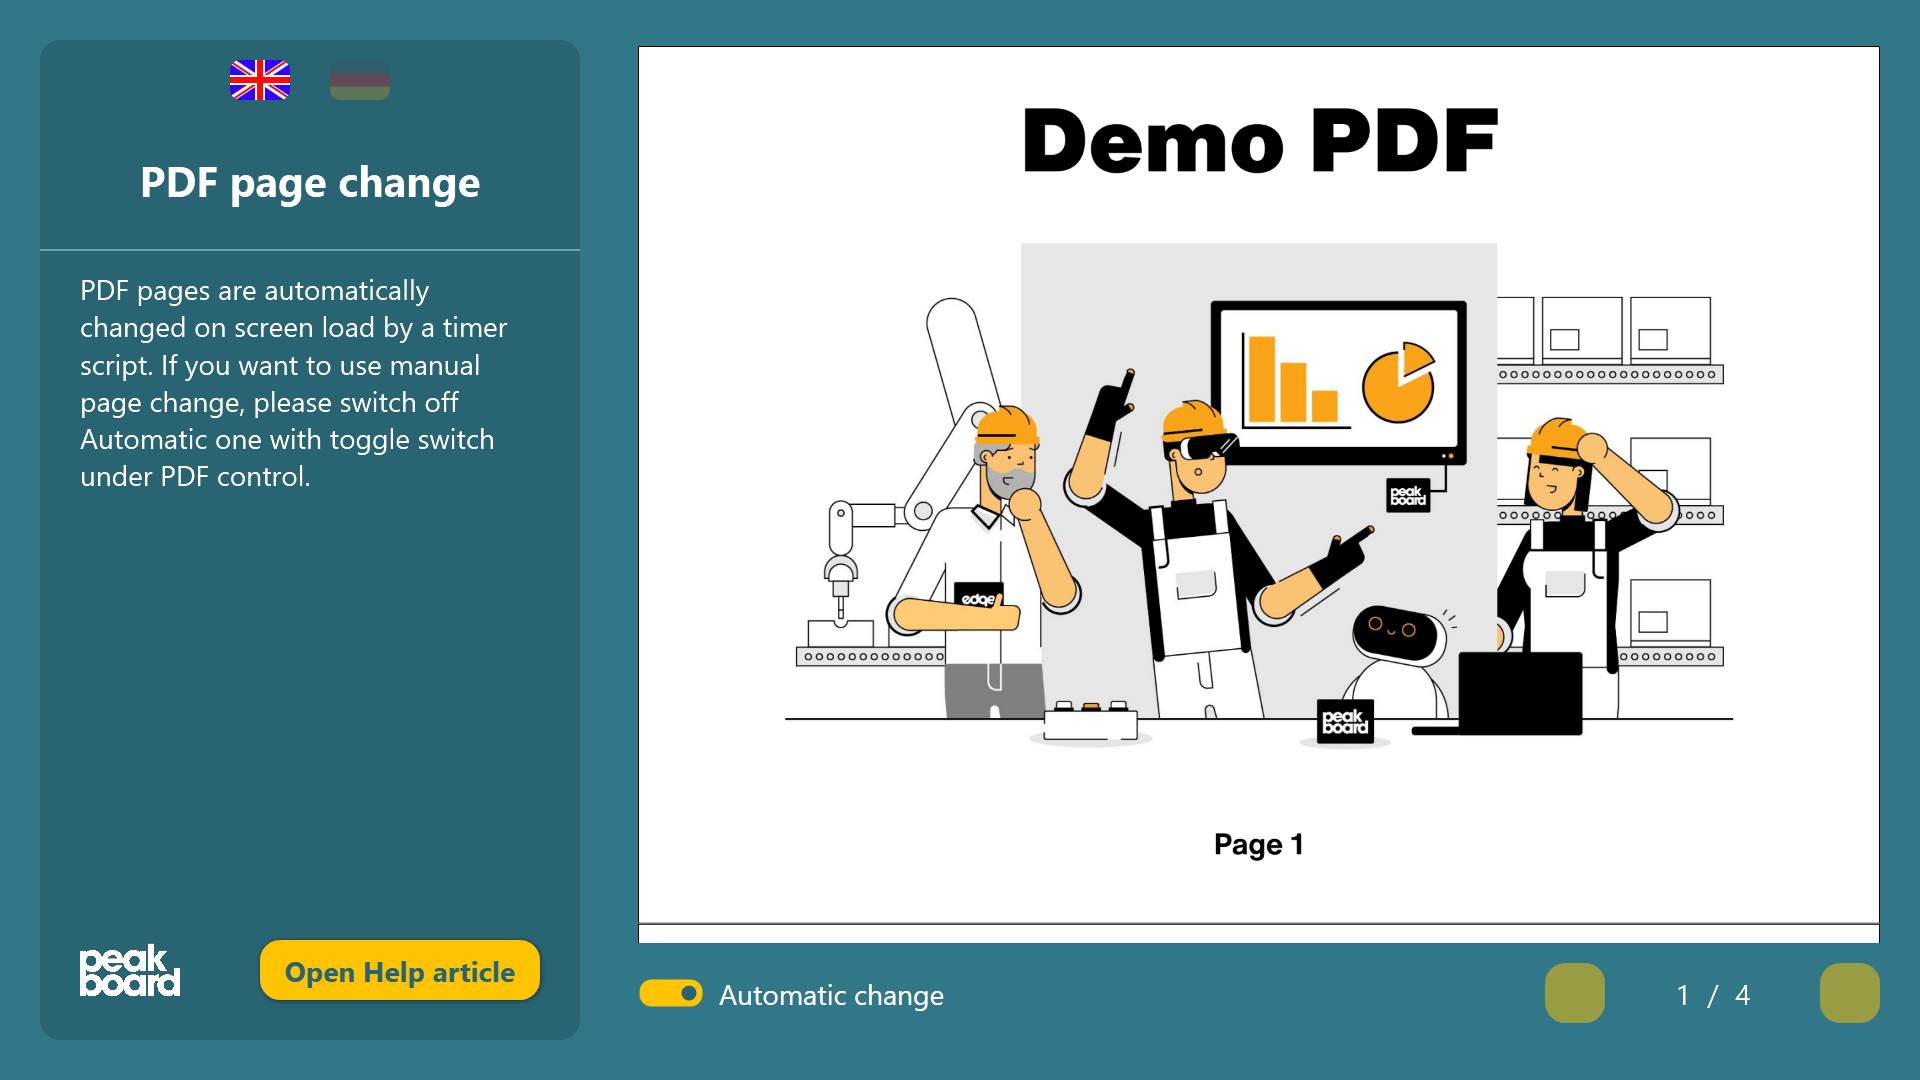 PDF page change
PDF pages are automatically
changed on screen load by a timer
script. If you want to use manual
page change, please switch off
Automatic one with toggle switch
under PDF control.
peak
board
Open Help article
Demo PDF
peak
board
edge
peak
board
Page 1
Automatic change
1 / 4